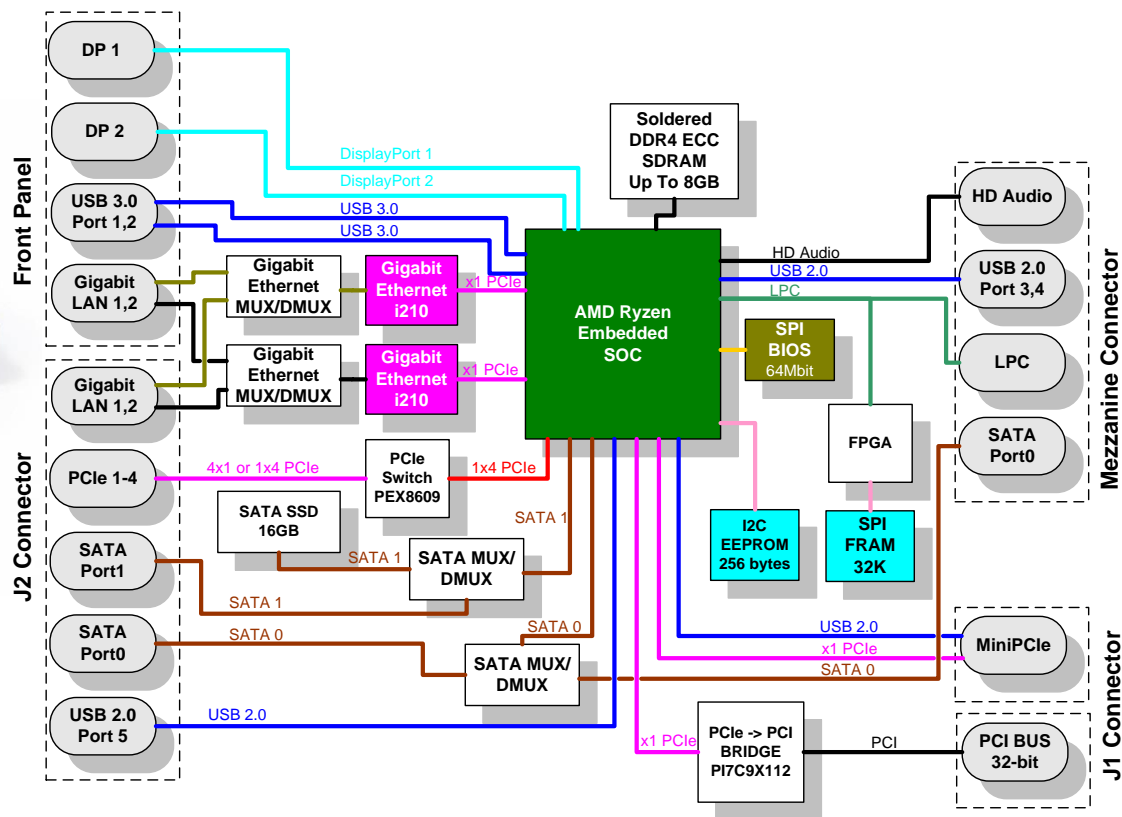 Front Panel
DP 1
DP 2
USB 3.0
Port 1,2
Gigabit
LAN 1,2
DisplayPort 1
DisplayPort 2
USB 3.0
USB 3.0
Gigabit
Ethernet
MUX/DMUX
Gigabit
Ethernet
i210
x1 PCIe
Gigabit
Ethernet
MUX/DMUX
Gigabit
Ethernet
i210
x1 PCIe
Soldered
DDR4 ECC
SDRAM
Up To 8GB
AMD Ryzen
Embedded
SOC
HD Audio
USB 2.0
LPC
SPI
BIOS
64Mbit
FPGA
I2C
EEPROM
256 bytes
SPI
FRAM
32K
Mezzanine Connector
HD Audio
USB 2.0
Port 3,4
LPC
SATA
Port0
J2 Connector
Gigabit
LAN 1,2
PCIe 1-4
SATA
Port1
SATA
Port0
USB 2.0
Port 5
4x1 or 1x4 PCIe
PCIe
Switch
PEX8609
1x4 PCIe
SATA SSD
16GB
SATA 1
SATA 1
SATA MUX/
DMUX
SATA 1
SATA 0
SATA 0
SATA MUX/
DMUX
USB 2.0
USB 2.0
x1 PCIe
SATA 0
MiniPCIe
x1 PCIe
PCIe -> PCI
BRIDGE
PI7C9X112
PCI
PCI BUS
32-bit
J1 Connector